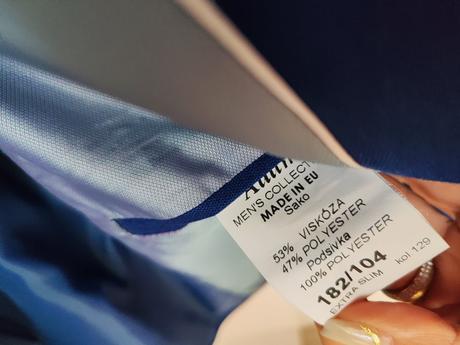 MEN'S COLLECT
MADE IN EU
Sako
53% VISKÓZA
47% POLYESTER
Podšívka
100% POLYESTER
182/104
EXTRA SLIM kol 129